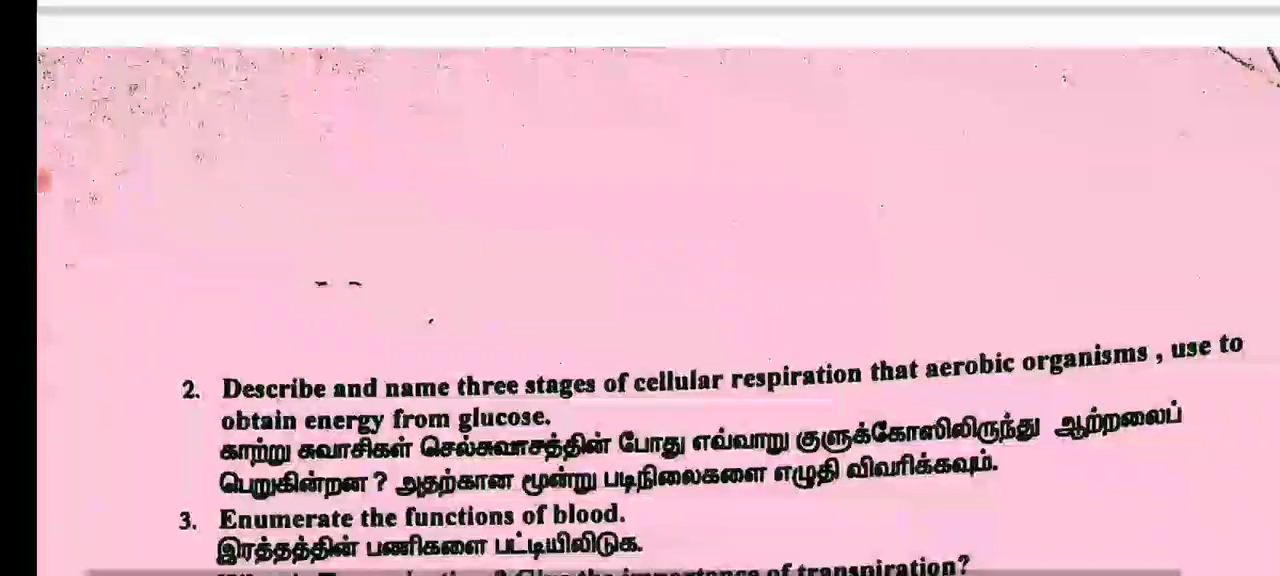 2. Describe and name three stages of cellular respiration that aerobic organisms , use to
obtain energy from glucose.
காற்று சுவாசிகள் செல்சுவாசத்தின் போது எவ்வாறு குளுக்கோஸிலிருந்து ஆற்றலைப்
பெறுகின்றன ? அதற்கான மூன்று படிநிலைகளை எழுதி விவரிக்கவும்.
3. Enumerate the functions of blood.
இரத்தத்தின் பணிகளை பட்டியிலிடுக.
the importance of transpiration?